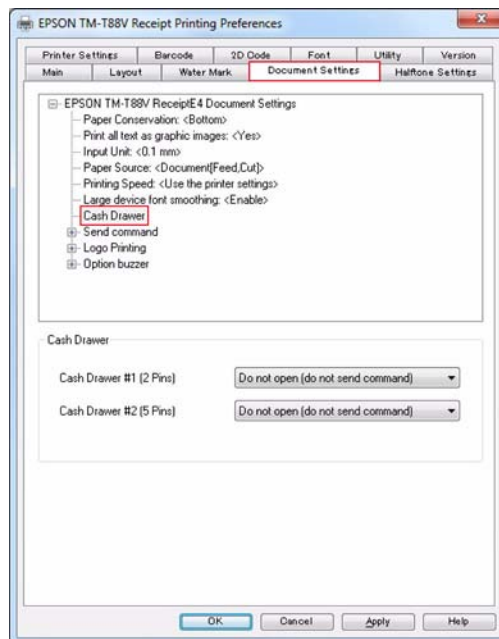 EPSON TM-T88V Receipt Printing Preferences
Printer Settings Barcode 2D Code Font Utility Version
Main Layout Water Mark Document Settings Halftone Settings
EPSON TM-T88V ReceiptE4 Document Settings
Paper Conservation: <Bottom>
Print all text as graphic images: <Yes>
Input Unit: <0.1 mm>
Paper Source: <Document[Feed,Cut]>
Printing Speed: <Use the printer settings>
Large device font smoothing: <Enable>
Cash Drawer
Send command
Logo Printing
Option buzzer
Cash Drawer
Cash Drawer #1 (2 Pins) Do not open (do not send command)
Cash Drawer #2 (5 Pins) Do not open (do not send command)
OK Cancel Apply Help